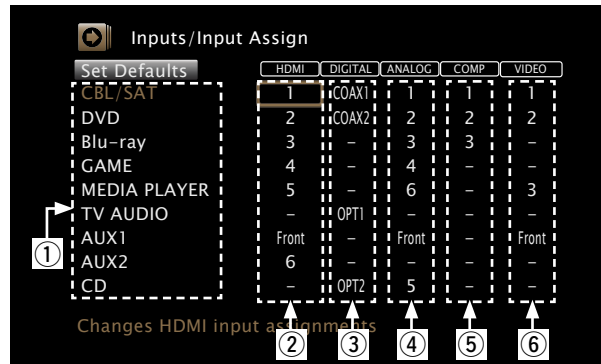 Inputs/Input Assign
Set Defaults HDMI DIGITAL ANALOG COMP VIDEO
CBL/SAT 1 COAX1 1 1 1
DVD 2 COAX2 2 2 2
Blu-ray 3 – 3 3 –
GAME 4 – 4 – –
MEDIA PLAYER 5 – 6 – 3
TV AUDIO – OPT1 – – –
AUX1 Front – Front – Front
AUX2 6 – – – –
CD – OPT2 5 – –
Changes HDMI input assignments
① ② ③ ④ ⑤ ⑥